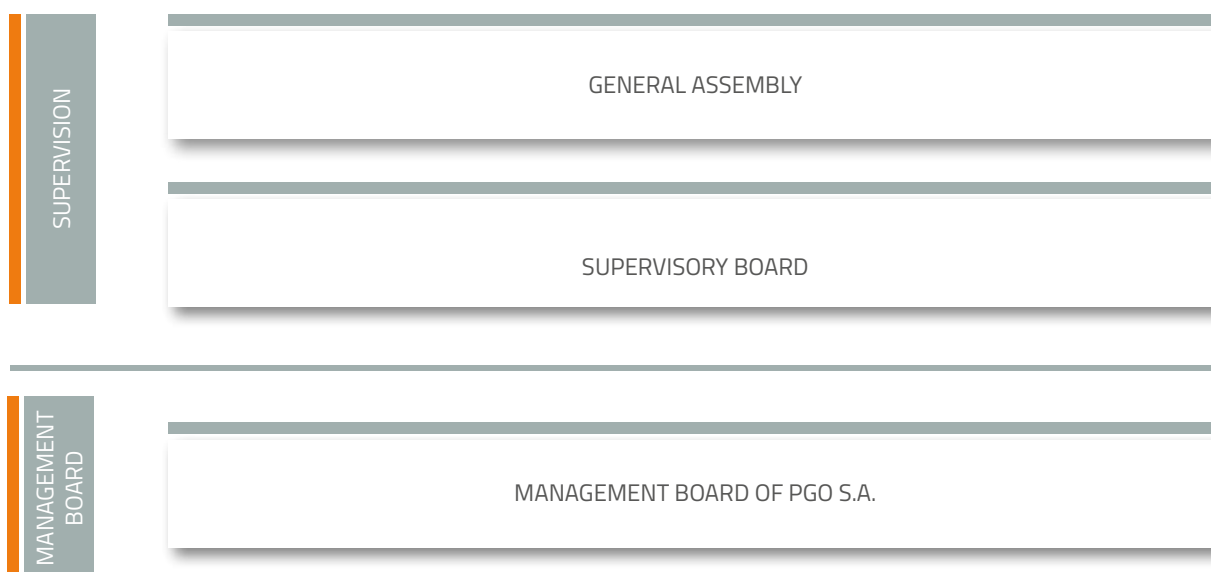 SUPERVISION
GENERAL ASSEMBLY
SUPERVISORY BOARD
MANAGEMENT
BOARD
MANAGEMENT BOARD OF PGO S.A.